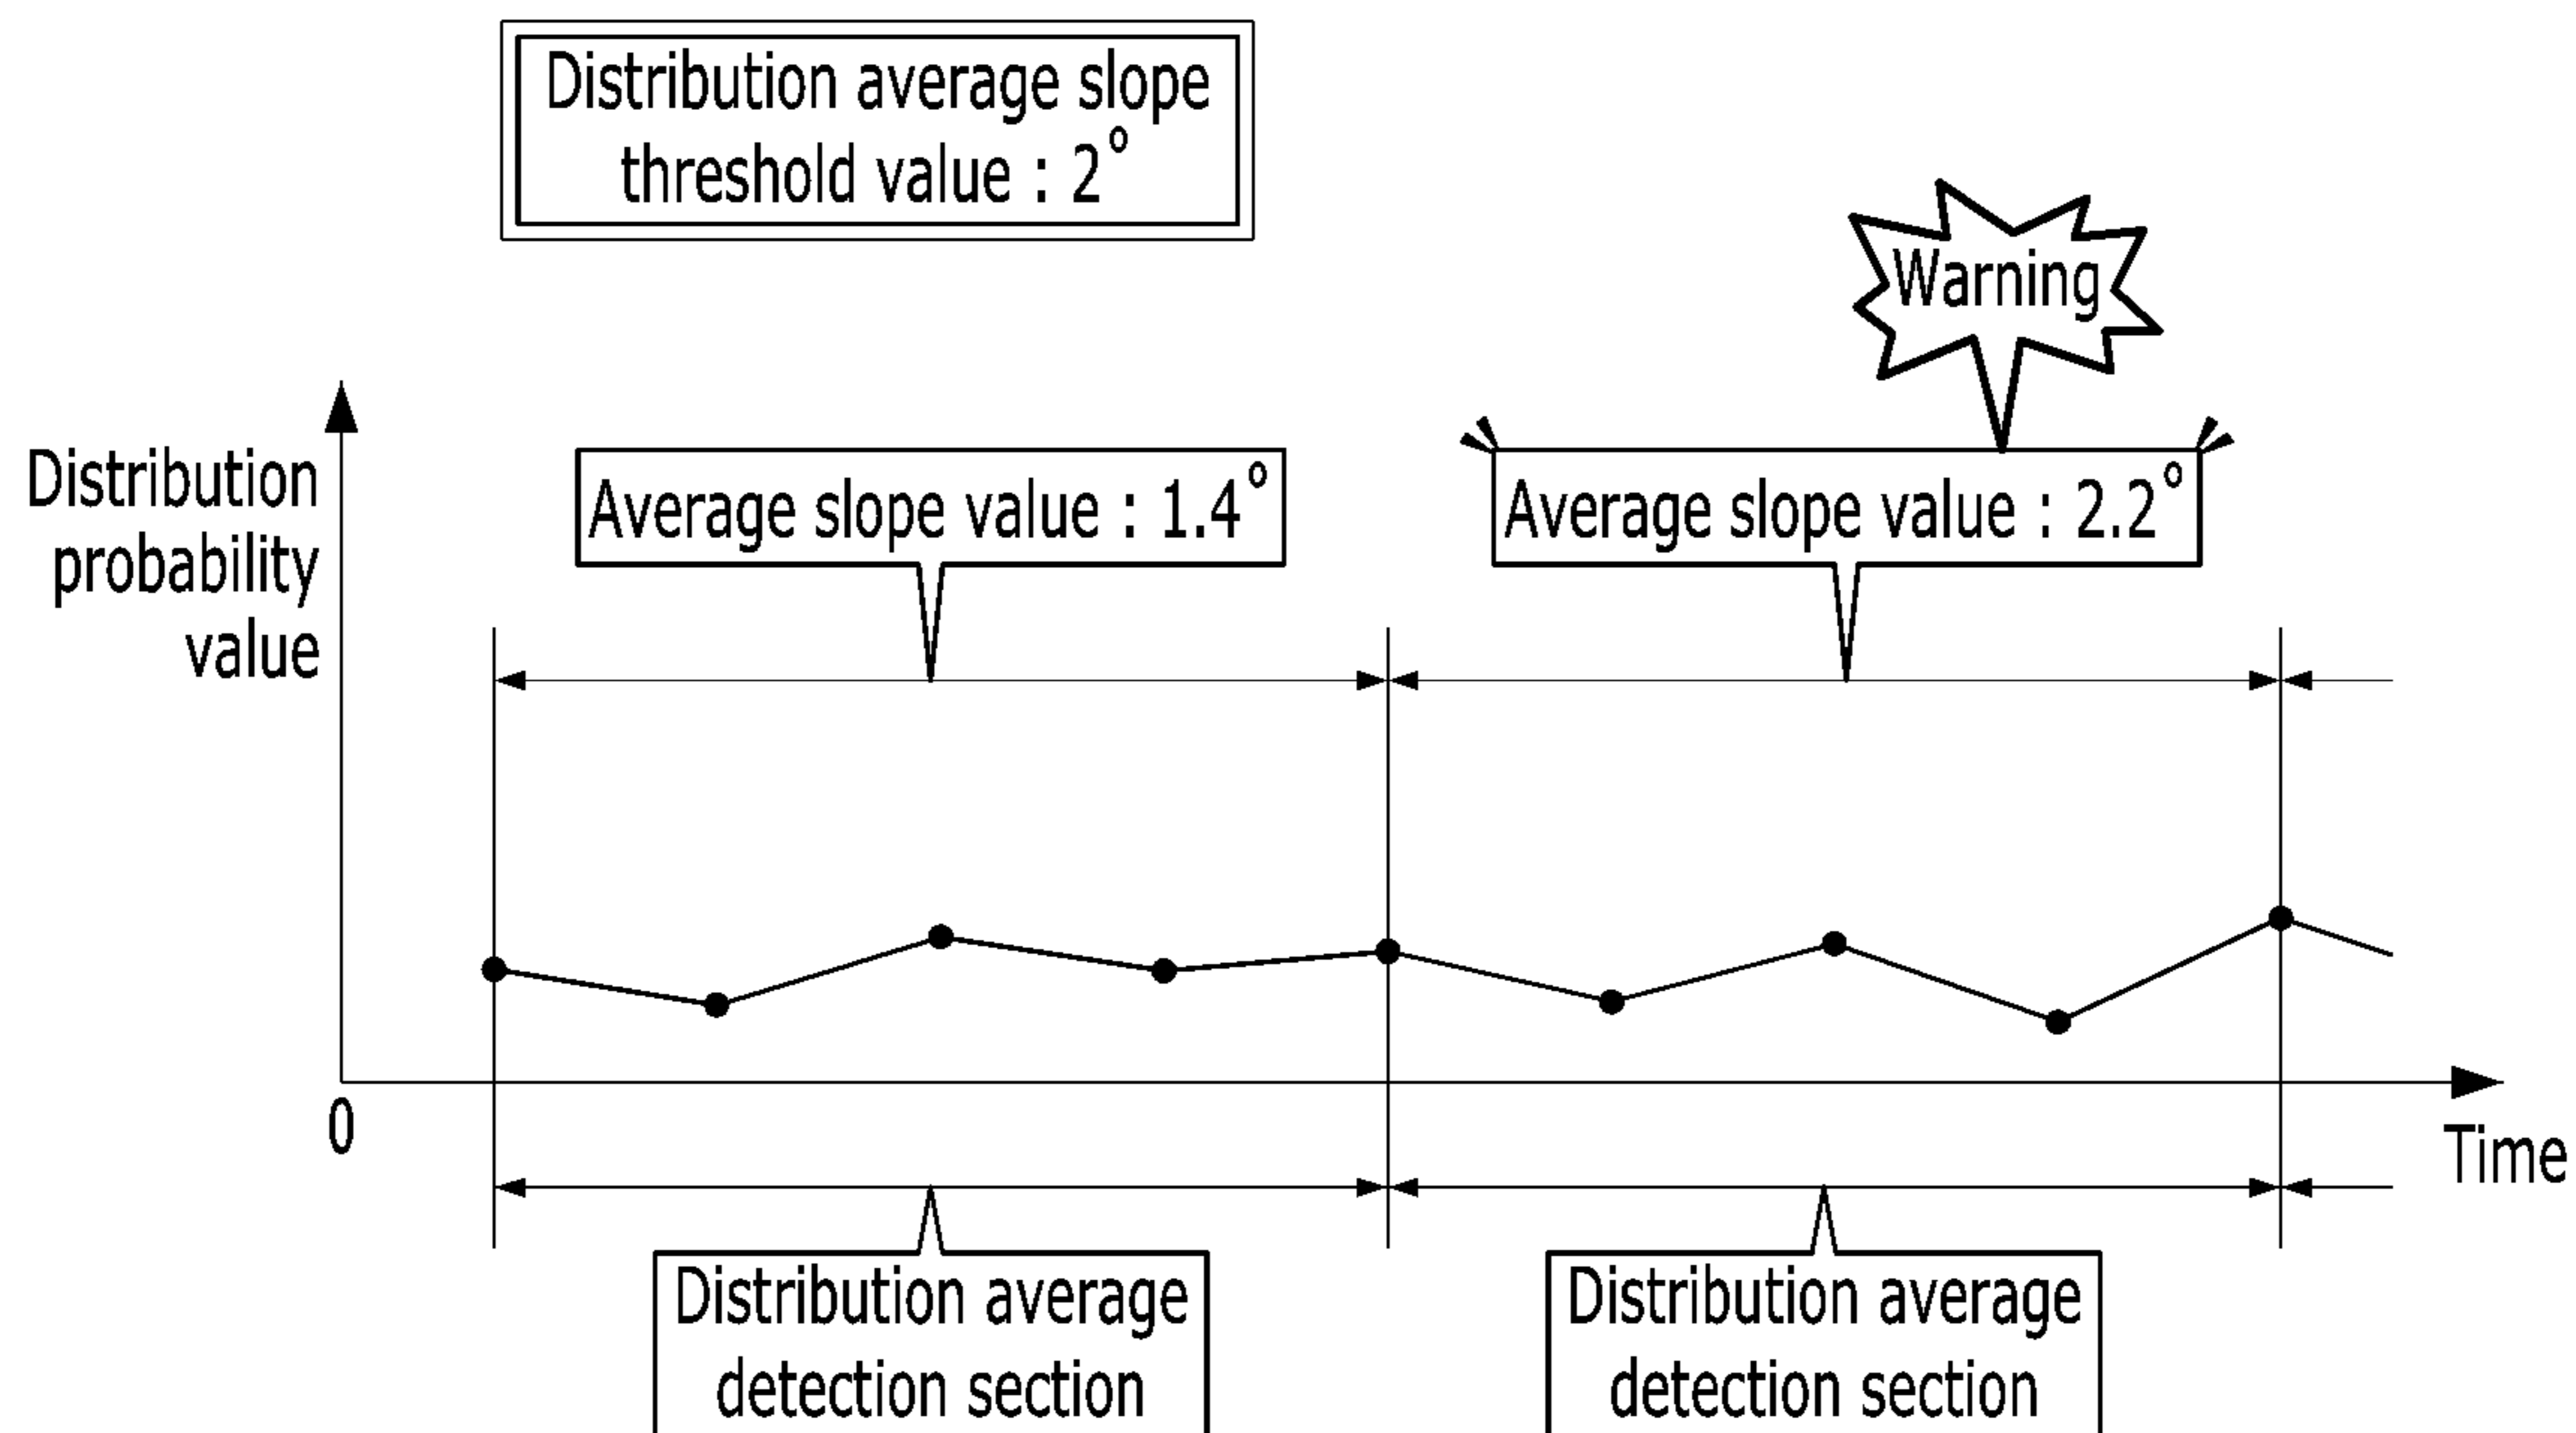 Distribution average slope
threshold value : 2°
Warning
Distribution
probability
value
Average slope value : 1.4°
Average slope value : 2.2°
0
Time
Distribution average
detection section
Distribution average
detection section